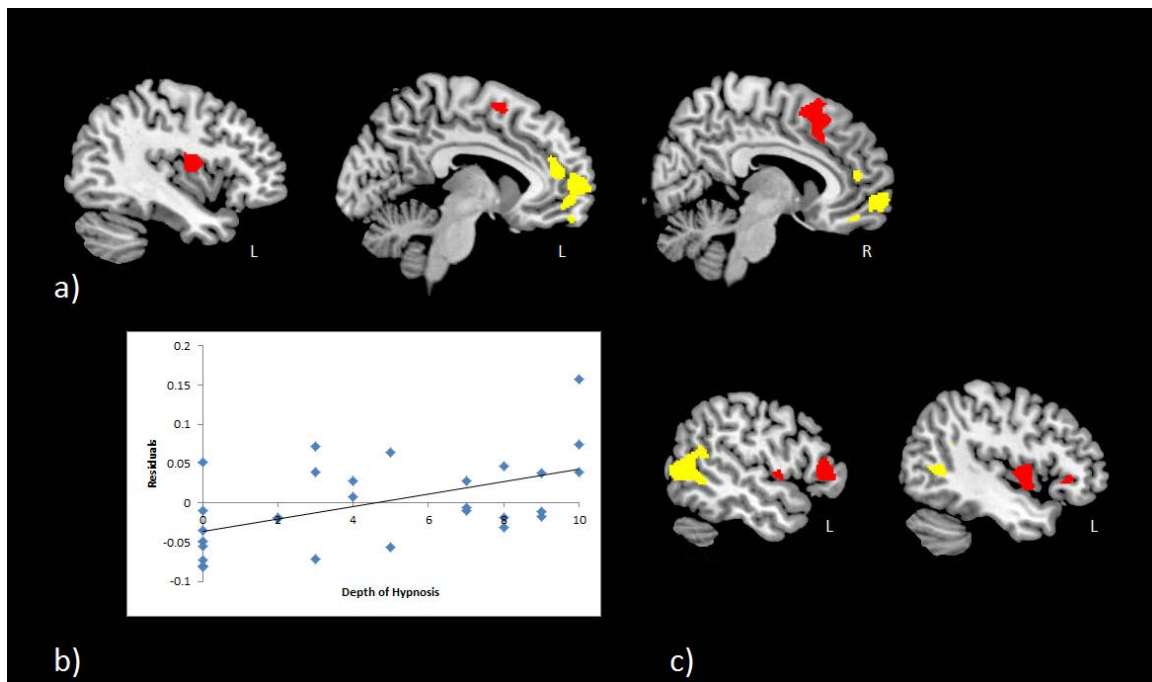 L
L
R
a)
0.2
0.15
0.1
0.05
0
-0.05
-0.1
0 2 4 6 8 10
Residuals
Depth of Hypnosis
L
L
b)
c)